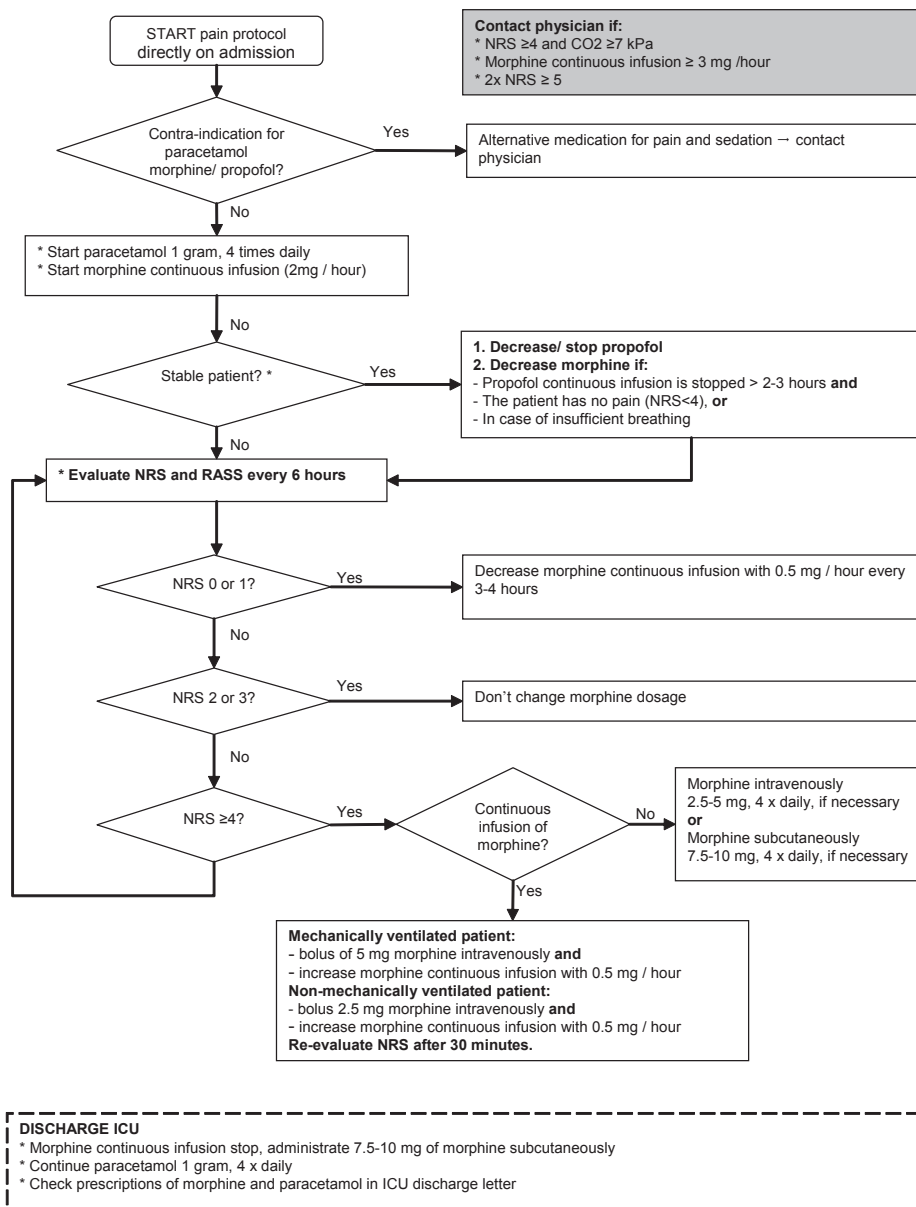 START pain protocol
directly on admission
Contact physician if:
* NRS ≥4 and CO2 ≥7 kPa
* Morphine continuous infusion ≥ 3 mg /hour
* 2x NRS ≥ 5
Contra-indication for
paracetamol
morphine/ propofol?
Yes
Alternative medication for pain and sedation → contact
physician
No
* Start paracetamol 1 gram, 4 times daily
* Start morphine continuous infusion (2mg / hour)
No
Stable patient? *
Yes
1. Decrease/ stop propofol
2. Decrease morphine if:
- Propofol continuous infusion is stopped > 2-3 hours and
- The patient has no pain (NRS<4), or
- In case of insufficient breathing
No
* Evaluate NRS and RASS every 6 hours
NRS 0 or 1?
Yes
Decrease morphine continuous infusion with 0.5 mg / hour every
3-4 hours
No
NRS 2 or 3?
Yes
Don't change morphine dosage
No
NRS ≥4?
Yes
Continuous
infusion of
morphine?
No
Morphine intravenously
2.5-5 mg, 4 x daily, if necessary
or
Morphine subcutaneously
7.5-10 mg, 4 x daily, if necessary
Yes
Mechanically ventilated patient:
- bolus of 5 mg morphine intravenously and
- increase morphine continuous infusion with 0.5 mg / hour
Non-mechanically ventilated patient:
- bolus 2.5 mg morphine intravenously and
- increase morphine continuous infusion with 0.5 mg / hour
Re-evaluate NRS after 30 minutes.
DISCHARGE ICU
* Morphine continuous infusion stop, administrate 7.5-10 mg of morphine subcutaneously
* Continue paracetamol 1 gram, 4 x daily
* Check prescriptions of morphine and paracetamol in ICU discharge letter